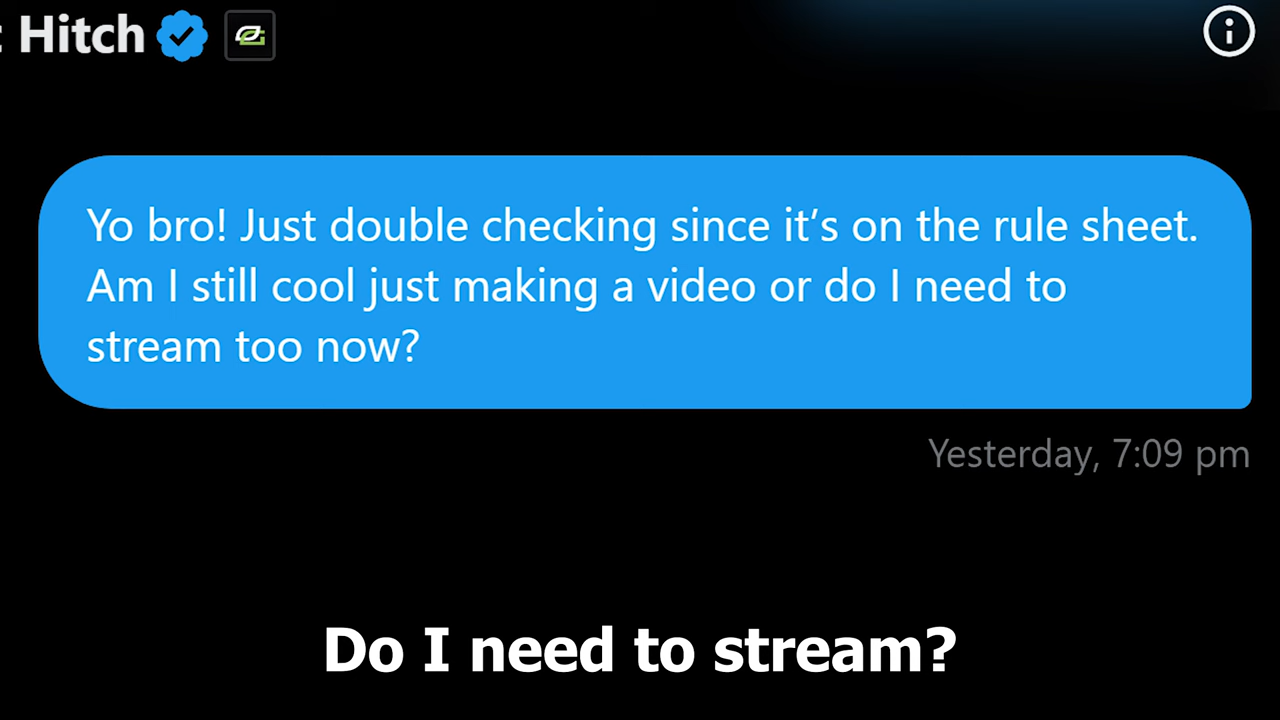 : Hitch
Yo bro! Just double checking since it’s on the rule sheet.
Am I still cool just making a video or do I need to
stream too now?
Yesterday, 7:09 pm
Do I need to stream?